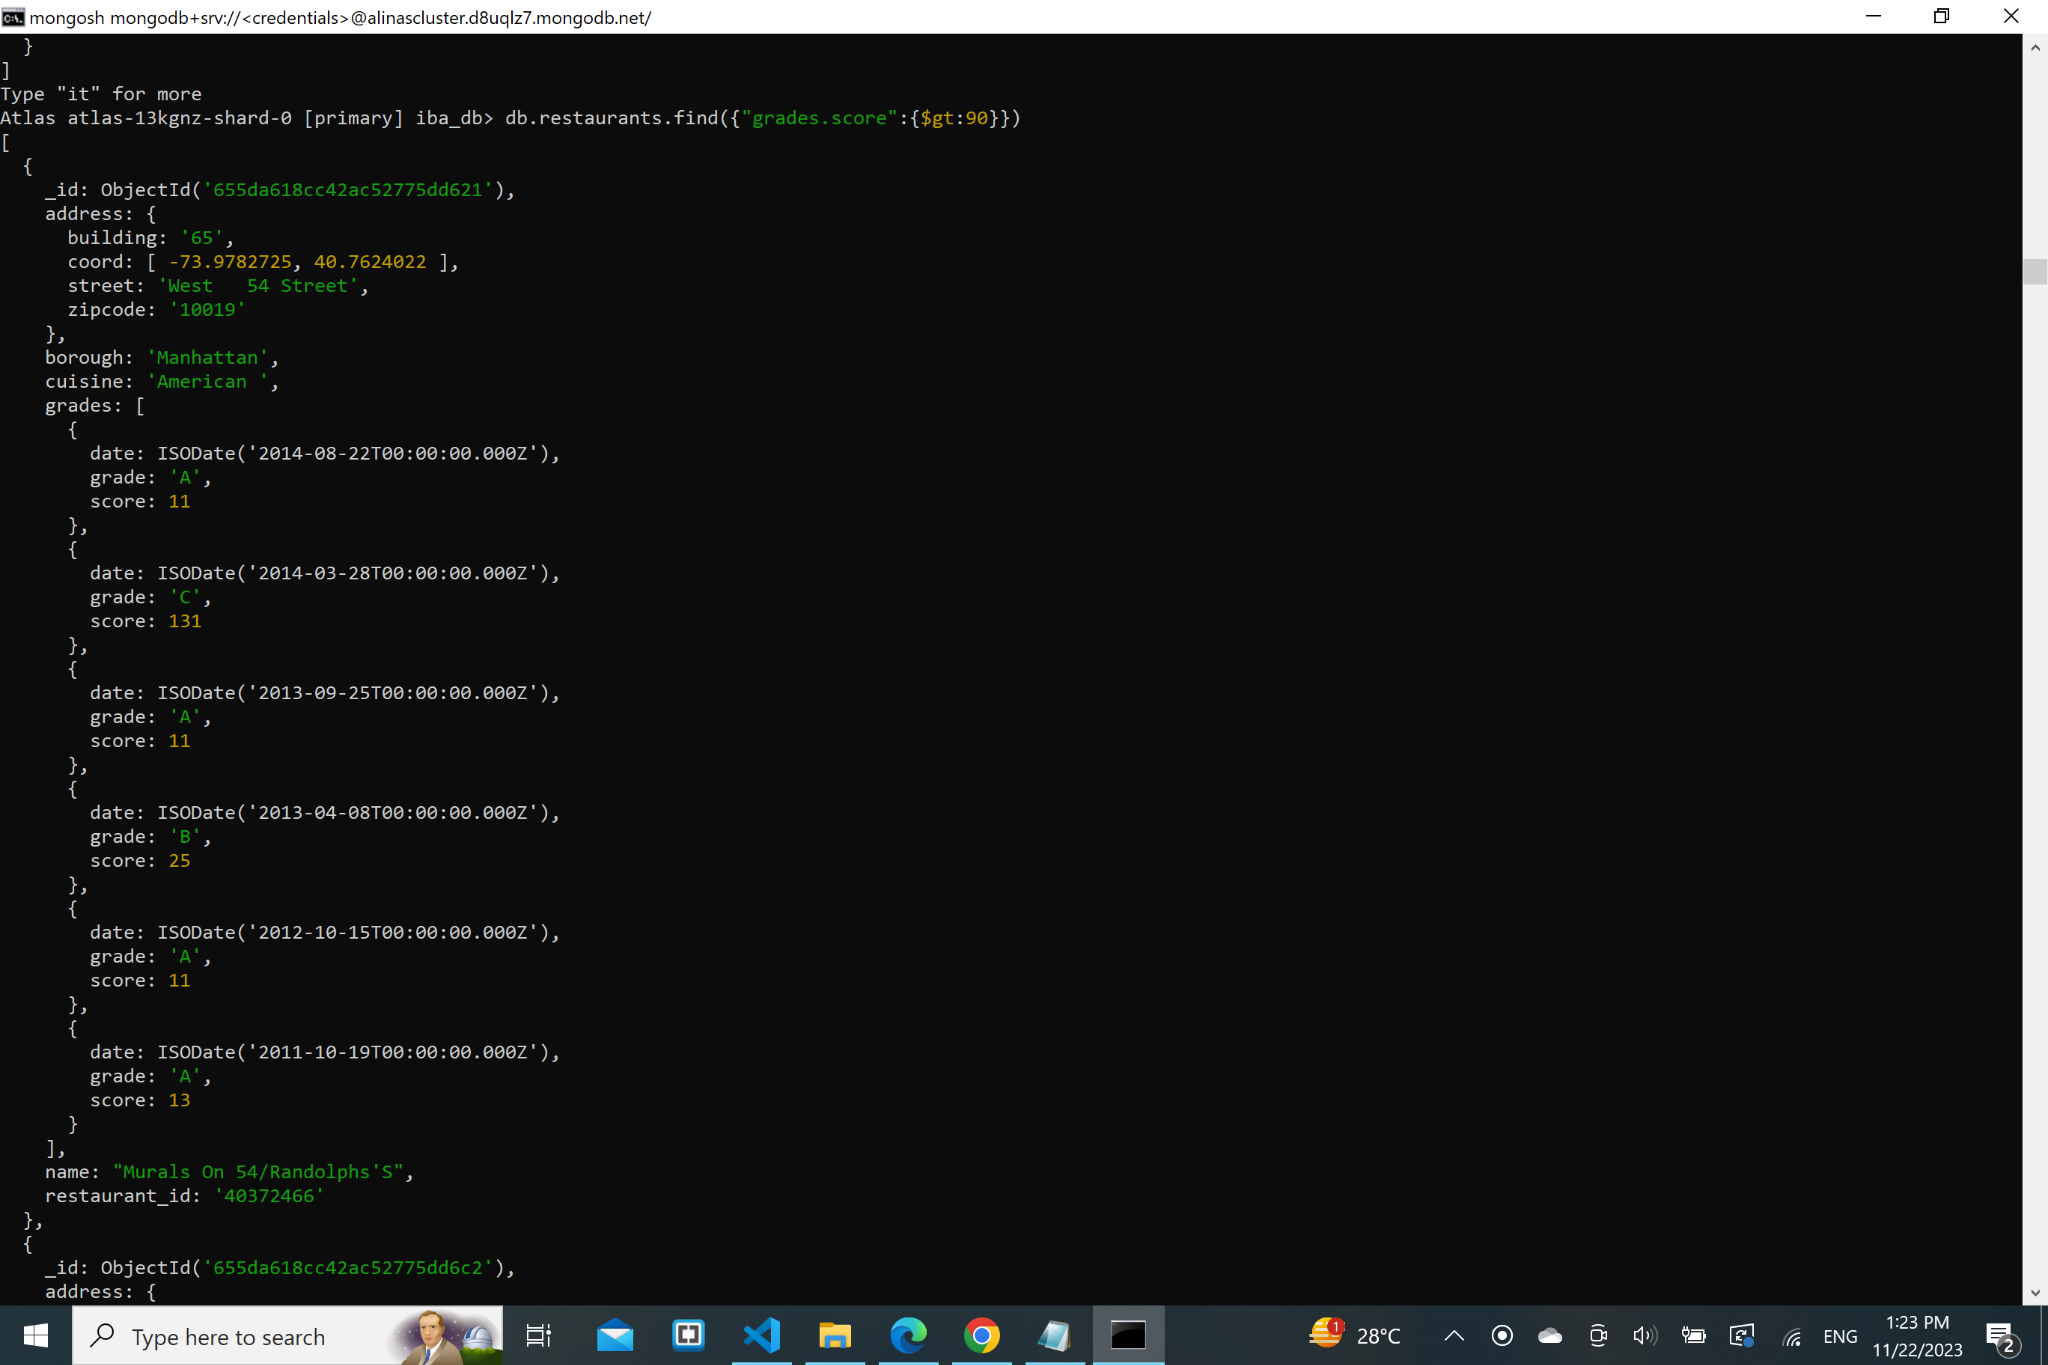 mongosh mongodb+srv://<credentials>@alinascluster.d8uqlz7.mongodb.net/
  }
]
Type "it" for more
Atlas atlas-13kgnz-shard-0 [primary] iba_db> db.restaurants.find({"grades.score":{$gt:90}})
[
  {
    _id: ObjectId('655da618cc42ac52775dd621'),
    address: {
      building: '65',
      coord: [ -73.9782725, 40.7624022 ],
      street: 'West   54 Street',
      zipcode: '10019'
    },
    borough: 'Manhattan',
    cuisine: 'American ',
    grades: [
      {
        date: ISODate('2014-08-22T00:00:00.000Z'),
        grade: 'A',
        score: 11
      },
      {
        date: ISODate('2014-03-28T00:00:00.000Z'),
        grade: 'C',
        score: 131
      },
      {
        date: ISODate('2013-09-25T00:00:00.000Z'),
        grade: 'A',
        score: 11
      },
      {
        date: ISODate('2013-04-08T00:00:00.000Z'),
        grade: 'B',
        score: 25
      },
      {
        date: ISODate('2012-10-15T00:00:00.000Z'),
        grade: 'A',
        score: 11
      },
      {
        date: ISODate('2011-10-19T00:00:00.000Z'),
        grade: 'A',
        score: 13
      }
    ],
    name: "Murals On 54/Randolphs'S",
    restaurant_id: '40372466'
  },
  {
    _id: ObjectId('655da618cc42ac52775dd6c2'),
    address: {
Type here to search
1
28°C
ENG
1:23 PM
11/22/2023
2